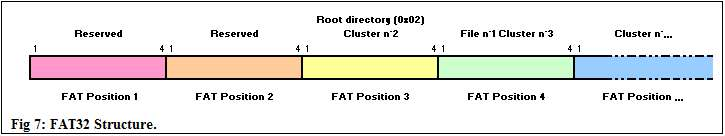 Root directory (0x02)
Reserved Reserved Cluster n°2 File n°1 Cluster n°3 Cluster n°...
1 4 1 4 1 4 1 4 1
FAT Position 1 FAT Position 2 FAT Position 3 FAT Position 4 FAT Position ...
Fig 7: FAT32 Structure.